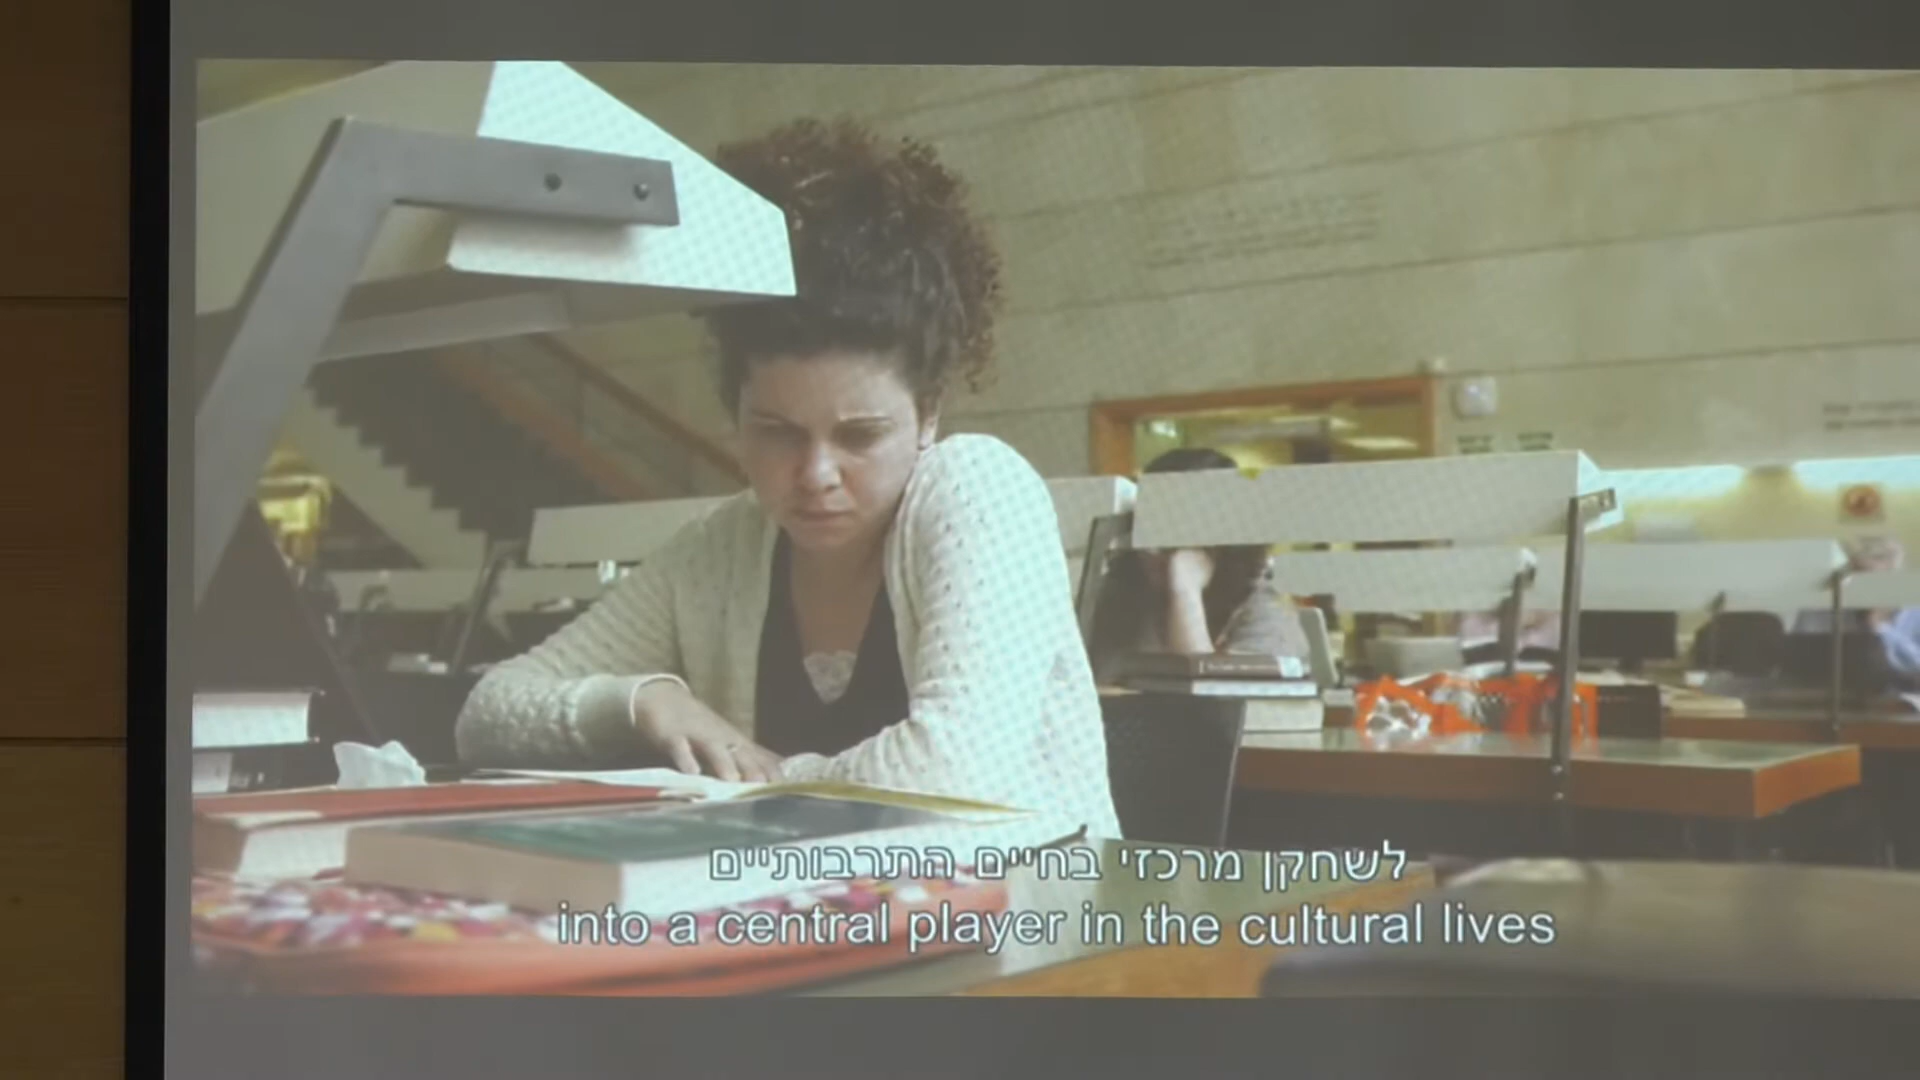 לשחקן מרכזי בחיים התרבותיים
into a central player in the cultural lives